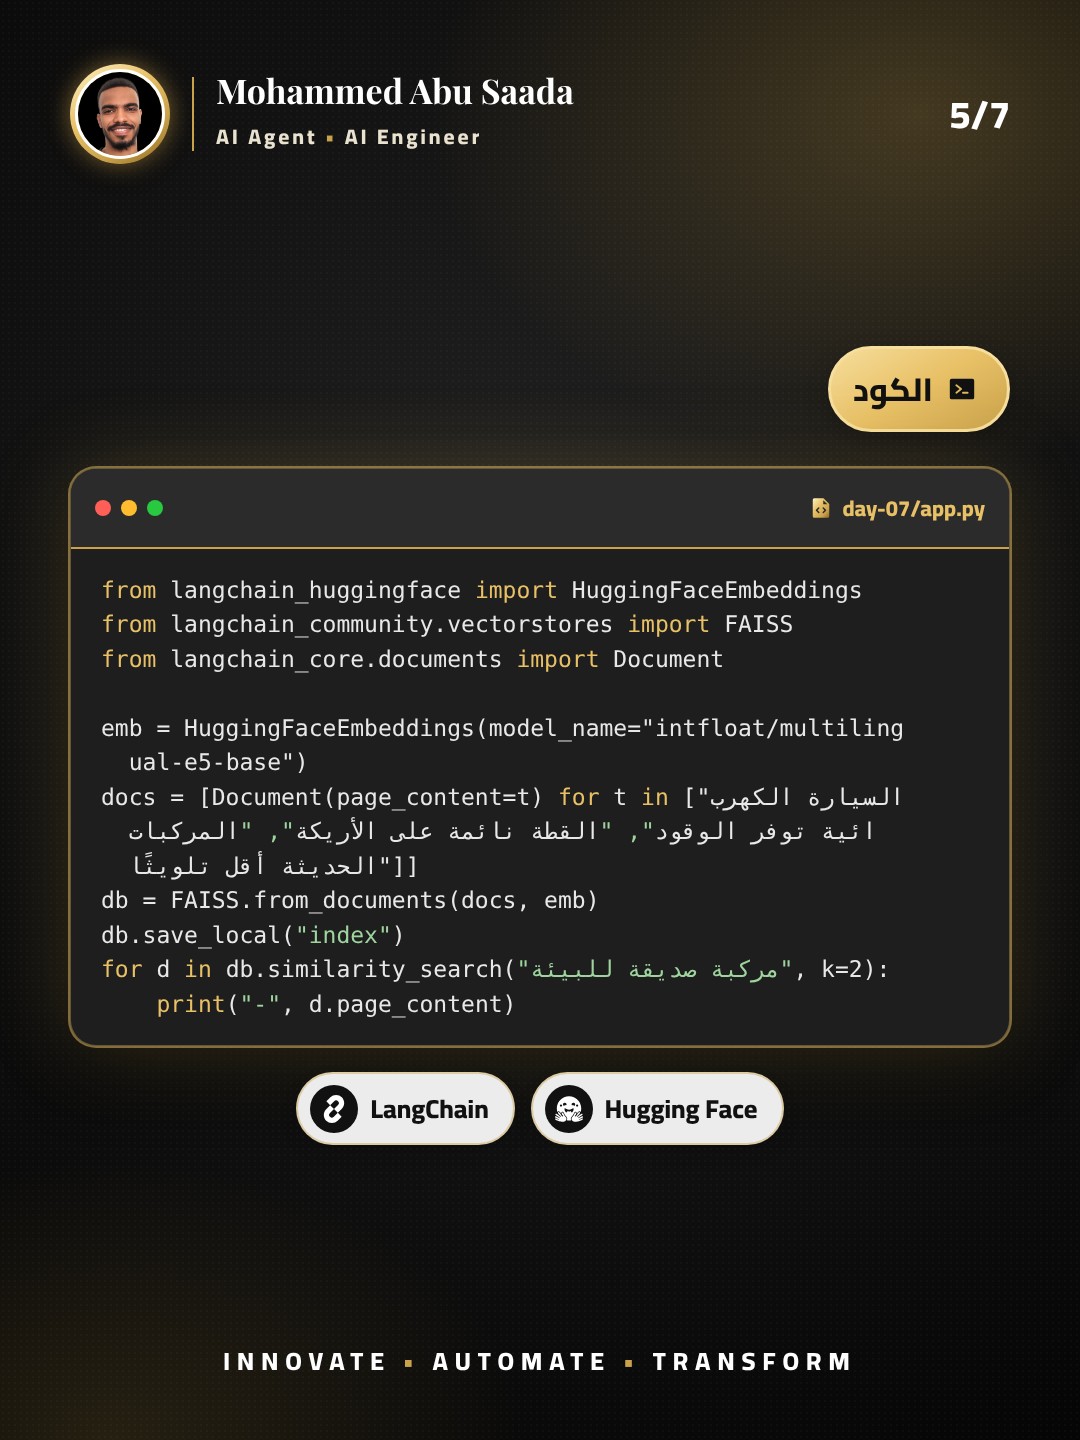 Mohammed Abu Saada
AI Agent ▪ AI Engineer
5/7
الكود
day-07/app.py
from langchain_huggingface import HuggingFaceEmbeddings
from langchain_community.vectorstores import FAISS
from langchain_core.documents import Document
emb = HuggingFaceEmbeddings(model_name="intfloat/multiling
ual-e5-base")
docs = [Document(page_content=t) for t in ["السيارة الكهرب
ائية توفر الوقود", "القطة نائمة على الأريكة", "المركبات
الحديثة أقل تلويثًا"]]
db = FAISS.from_documents(docs, emb)
db.save_local("index")
for d in db.similarity_search("مركبة صديقة للبيئة", k=2):
    print("-", d.page_content)
LangChain
Hugging Face
INNOVATE ▪ AUTOMATE ▪ TRANSFORM